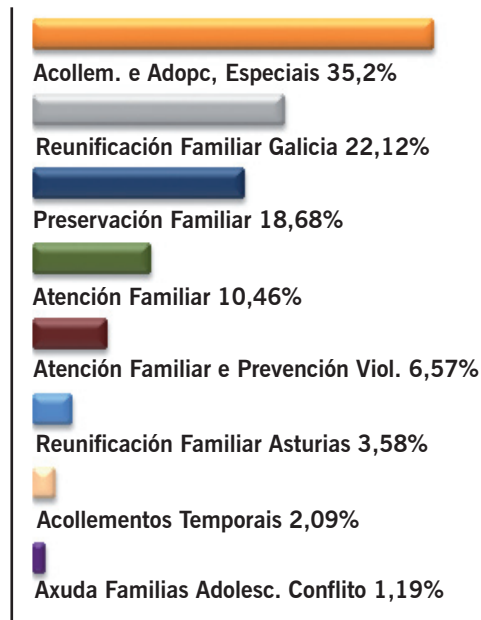 Acollem. e Adopc, Especiais 35,2%
Reunificación Familiar Galicia 22,12%
Preservación Familiar 18,68%
Atención Familiar 10,46%
Atención Familiar e Prevención Viol. 6,57%
Reunificación Familiar Asturias 3,58%
Acollementos Temporais 2,09%
Axuda Familias Adolesc. Conflito 1,19%